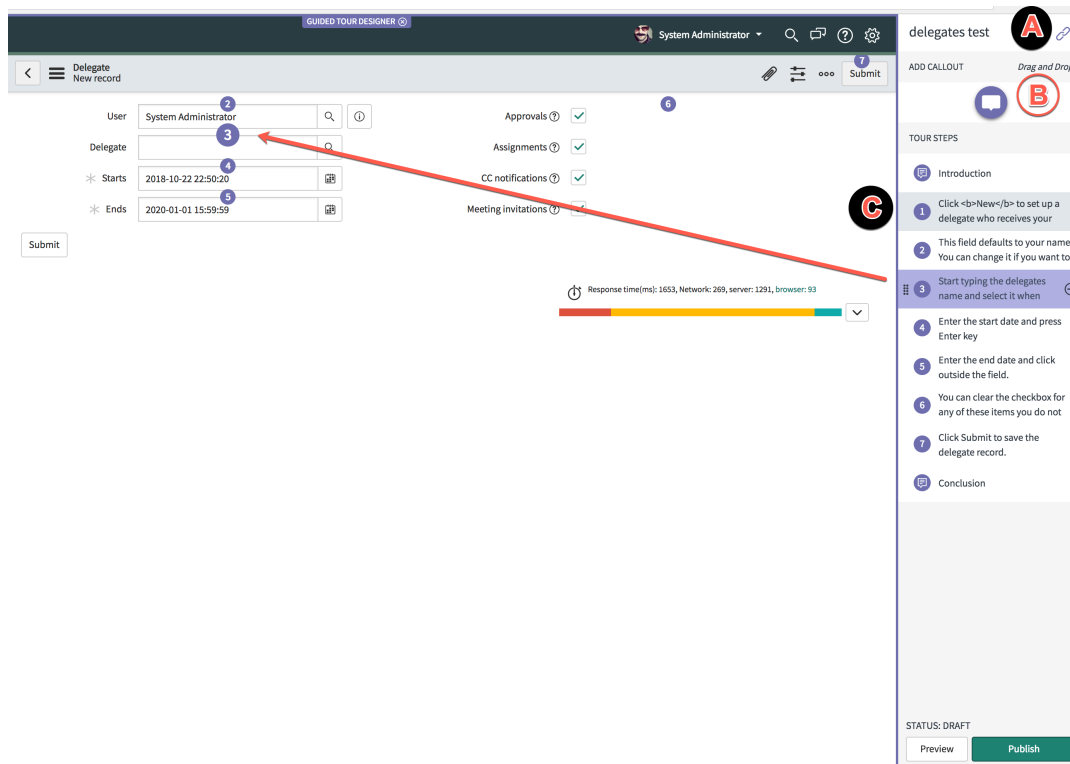 GUIDED TOUR DESIGNER
System Administrator
delegates test
A
Delegate
New record
7
Submit
ADD CALLOUT
Drag and Drop
B
User
2
System Administrator
Delegate
3
Starts
4
2018-10-22 22:50:20
Ends
5
2020-01-01 15:59:59
Submit
6
Approvals
Assignments
CC notifications
Meeting invitations
C
Response time(ms): 1653, Network: 269, server: 1291, browser: 93
TOUR STEPS
Introduction
1
Click <b>New</b> to set up a
delegate who receives your
2
This field defaults to your name
You can change it if you want to
3
Start typing the delegates
name and select it when
4
Enter the start date and press
Enter key
5
Enter the end date and click
outside the field.
6
You can clear the checkbox for
any of these items you do not
7
Click Submit to save the
delegate record.
Conclusion
STATUS: DRAFT
Preview
Publish